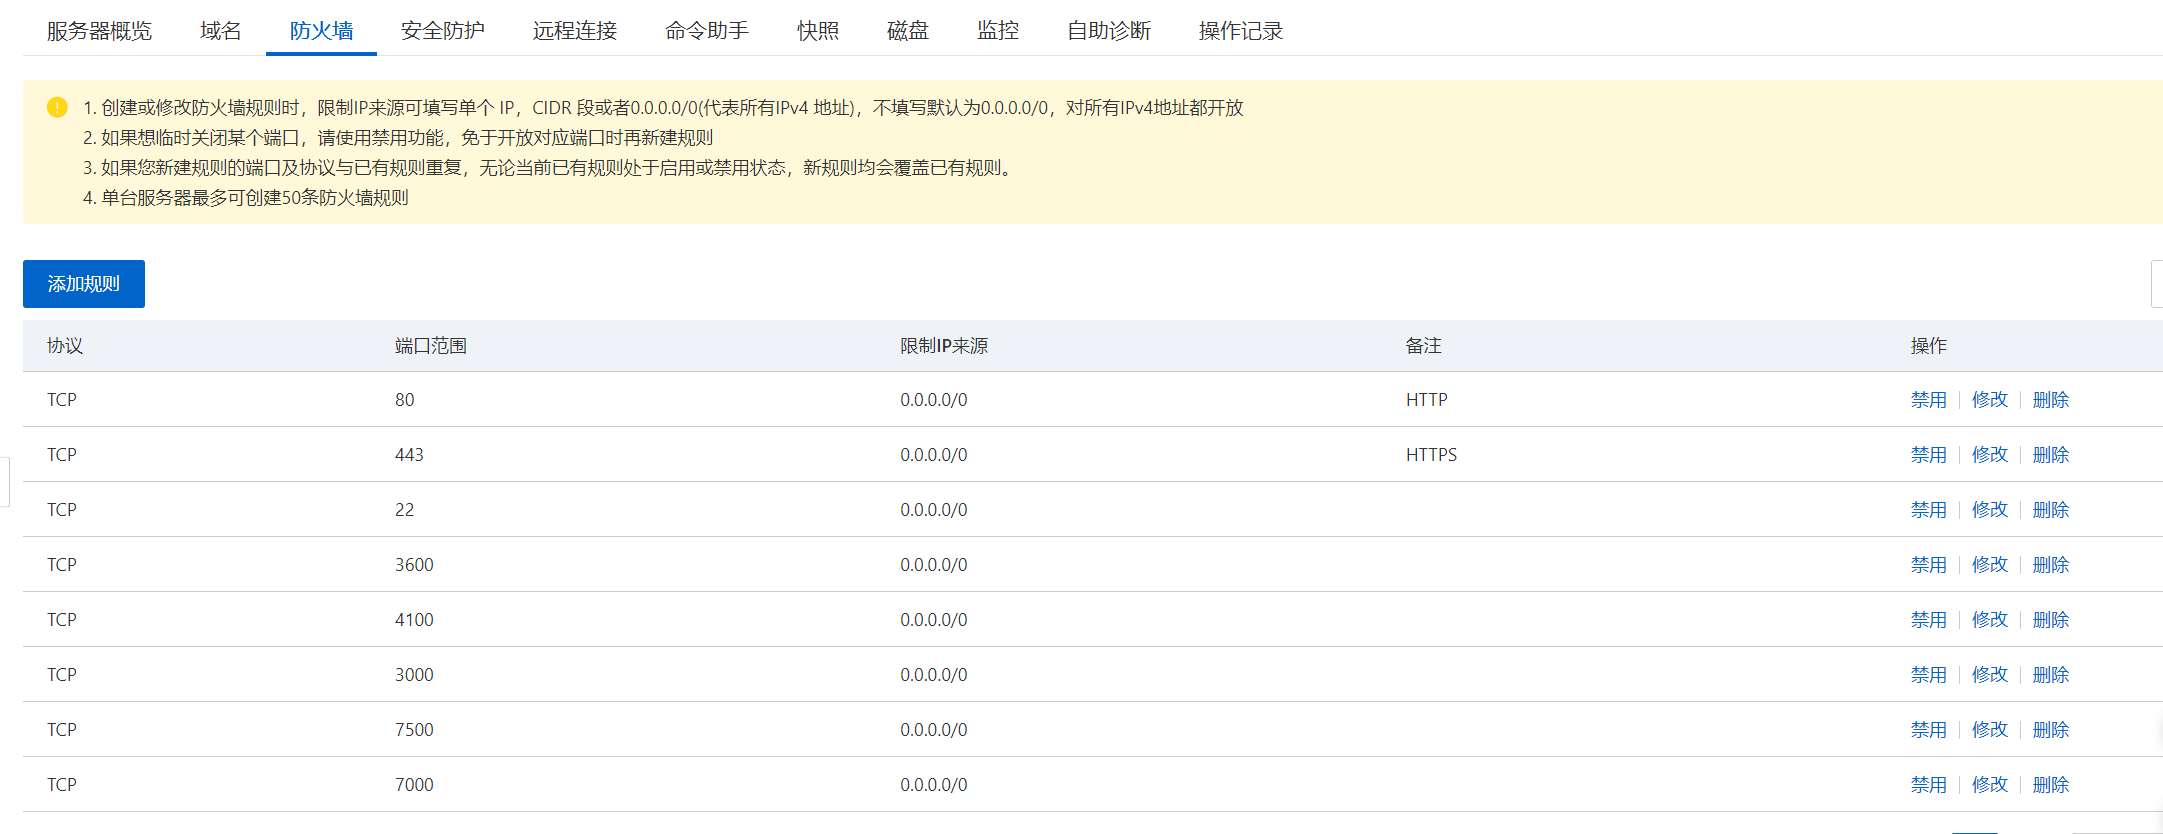 服务器概览 域名 防火墙 安全防护 远程连接 命令助手 快照 磁盘 监控 自助诊断 操作记录
1. 创建或修改防火墙规则时，限制IP来源可填写单个 IP，CIDR 段或者0.0.0.0/0(代表所有IPv4 地址)，不填写默认为0.0.0.0/0，对所有IPv4地址都开放
2. 如果想临时关闭某个端口，请使用禁用功能，免于开放对应端口时再新建规则
3. 如果您新建规则的端口及协议与已有规则重复，无论当前已有规则处于启用或禁用状态，新规则均会覆盖已有规则。
4. 单台服务器最多可创建50条防火墙规则
添加规则
协议 端口范围 限制IP来源 备注 操作
TCP 80 0.0.0.0/0 HTTP 禁用 修改 删除
TCP 443 0.0.0.0/0 HTTPS 禁用 修改 删除
TCP 22 0.0.0.0/0 禁用 修改 删除
TCP 3600 0.0.0.0/0 禁用 修改 删除
TCP 4100 0.0.0.0/0 禁用 修改 删除
TCP 3000 0.0.0.0/0 禁用 修改 删除
TCP 7500 0.0.0.0/0 禁用 修改 删除
TCP 7000 0.0.0.0/0 禁用 修改 删除